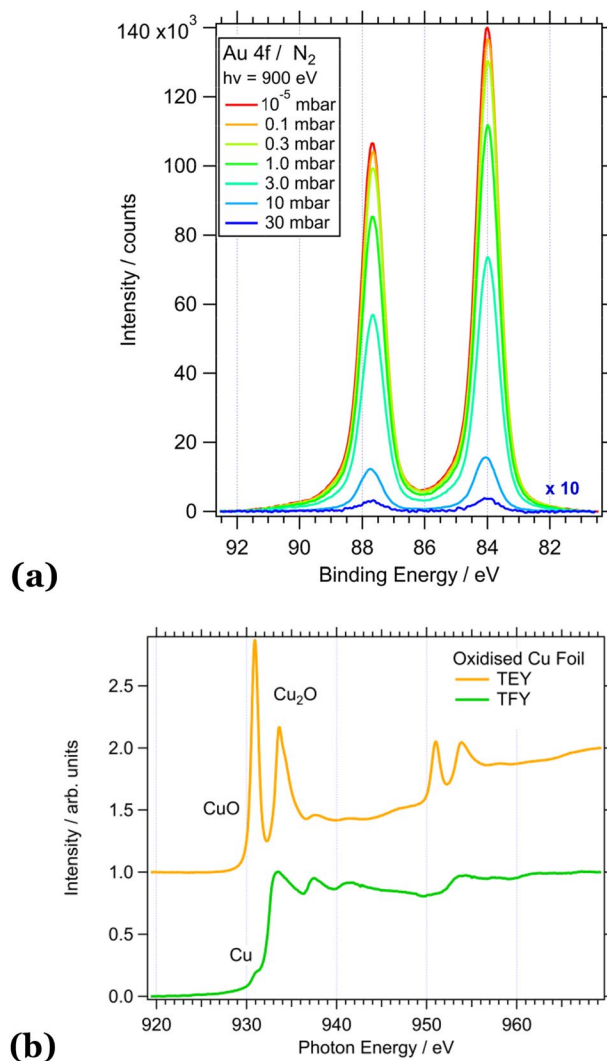 140 ×10³
120
100
80
60
40
20
0
Intensity / counts
Au 4f / N₂
hν = 900 eV
10⁻⁵ mbar
0.1 mbar
0.3 mbar
1.0 mbar
3.0 mbar
10 mbar
30 mbar
x 10
92 90 88 86 84 82
Binding Energy / eV
(a)
2.5
2.0
1.5
1.0
0.5
0.0
Intensity / arb. units
Oxidised Cu Foil
TEY
TFY
Cu₂O
CuO
Cu
920 930 940 950 960
Photon Energy / eV
(b)